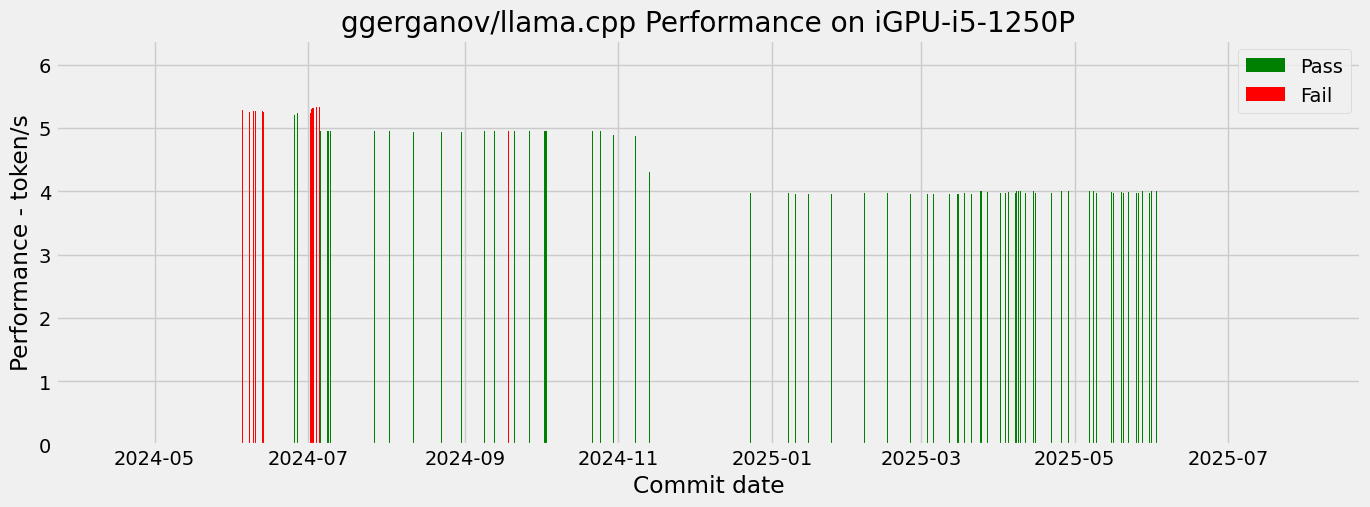 ggerganov/llama.cpp Performance on iGPU-i5-1250P
Performance - token/s
6
5
4
3
2
1
0
Pass
Fail
2024-05 2024-07 2024-09 2024-11 2025-01 2025-03 2025-05 2025-07
Commit date